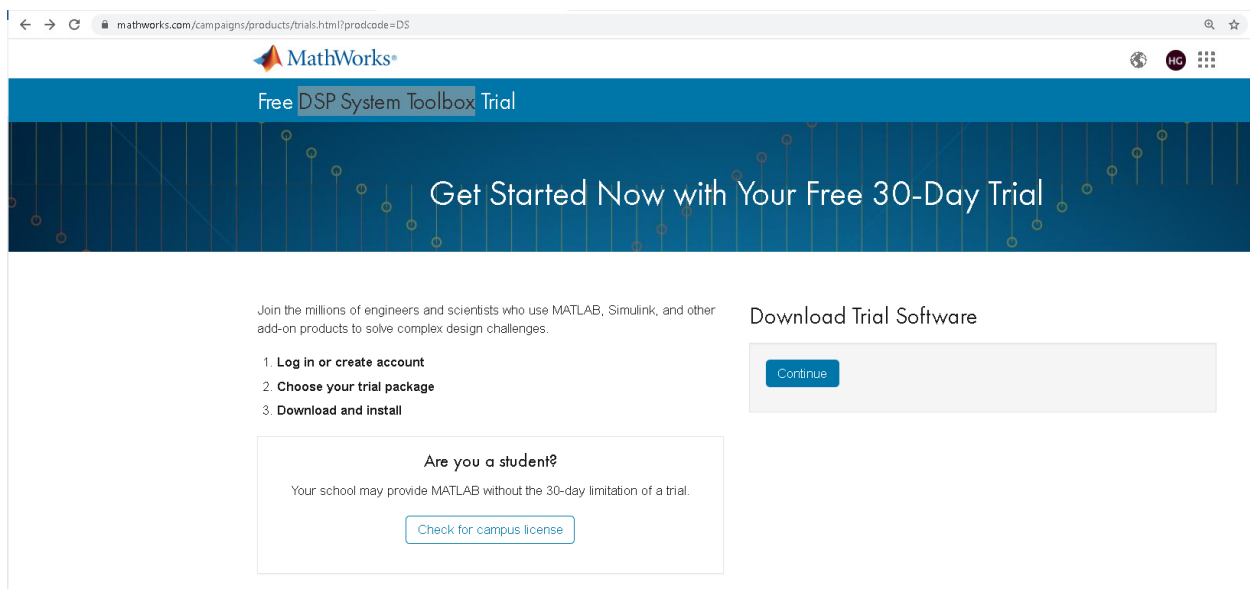 mathworks.com/campaigns/products/trials.html?prodcode=DS
MathWorks®
HG
Free DSP System Toolbox Trial
Get Started Now with Your Free 30-Day Trial
Join the millions of engineers and scientists who use MATLAB, Simulink, and other
add-on products to solve complex design challenges.
1. Log in or create account
2. Choose your trial package
3. Download and install
Are you a student?
Your school may provide MATLAB without the 30-day limitation of a trial.
Check for campus license
Download Trial Software
Continue